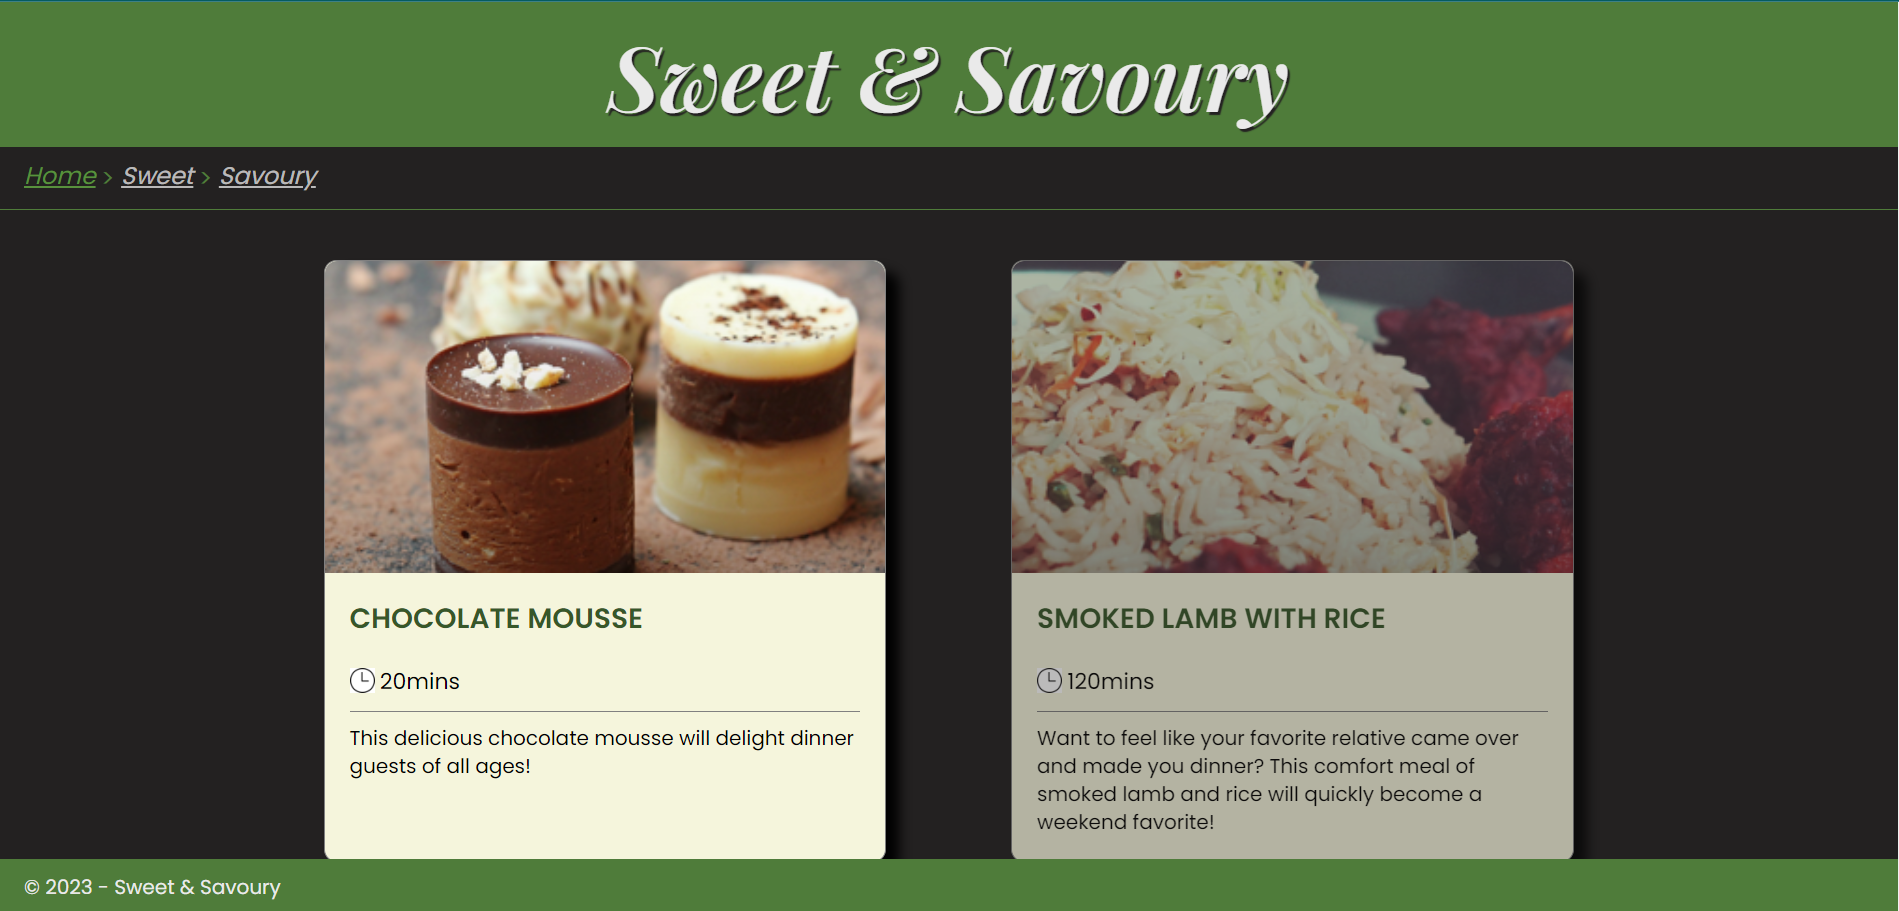 Sweet & Savoury
Home > Sweet > Savoury
CHOCOLATE MOUSSE
20mins
This delicious chocolate mousse will delight dinner
guests of all ages!
SMOKED LAMB WITH RICE
120mins
Want to feel like your favorite relative came over
and made you dinner? This comfort meal of
smoked lamb and rice will quickly become a
weekend favorite!
© 2023 - Sweet & Savoury